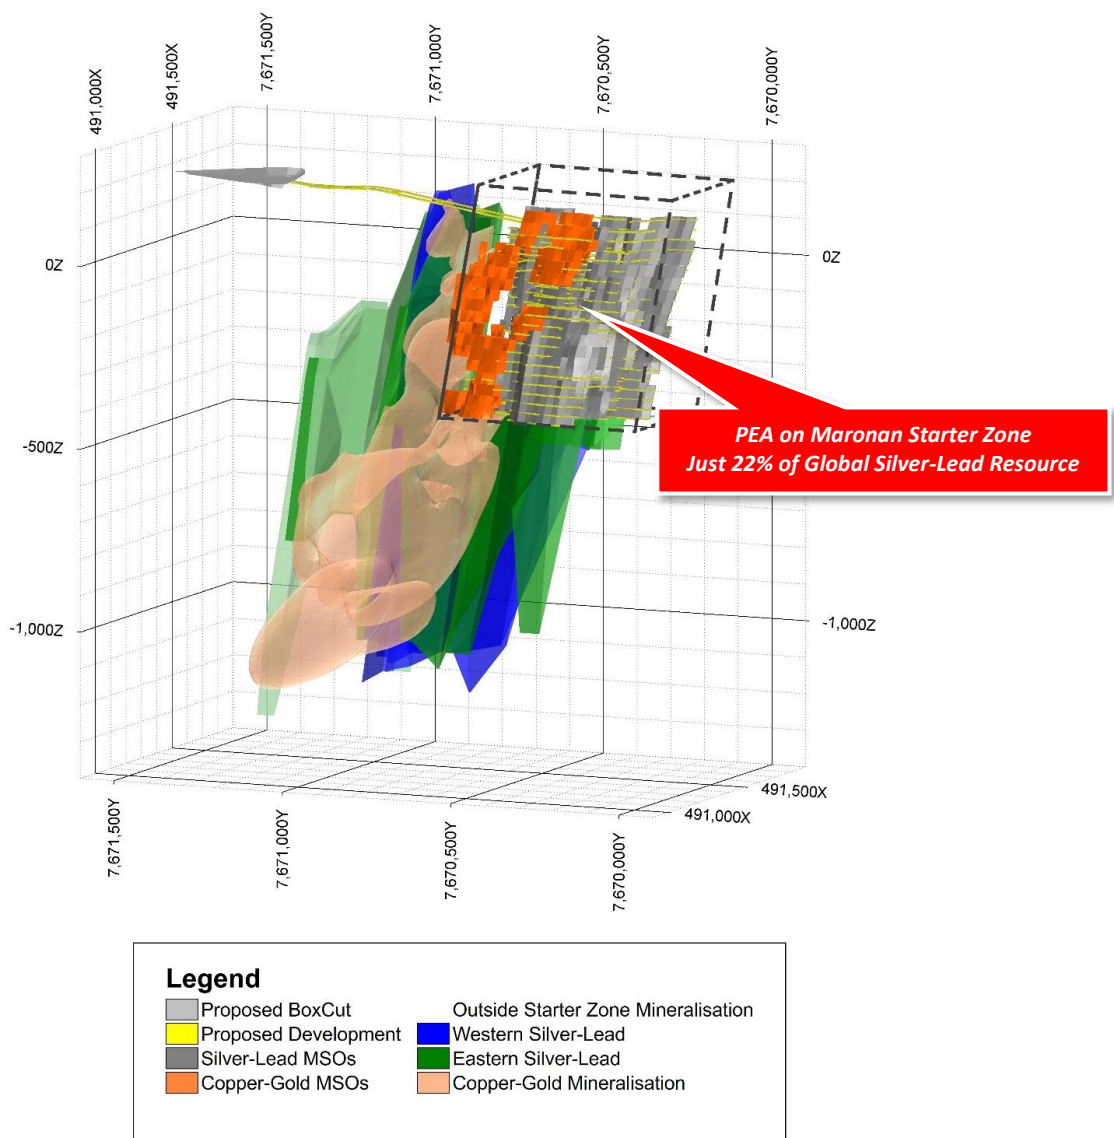 491,000X
491,500X
7,671,500Y
7,671,000Y
7,670,500Y
7,670,000Y
0Z
0Z
PEA on Maronan Starter Zone
Just 22% of Global Silver-Lead Resource
-500Z
-1,000Z
-1,000Z
491,500X
491,000X
7,671,500Y
7,671,000Y
7,670,500Y
7,670,000Y
Legend
Proposed BoxCut
Proposed Development
Silver-Lead MSOs
Copper-Gold MSOs
Outside Starter Zone Mineralisation
Western Silver-Lead
Eastern Silver-Lead
Copper-Gold Mineralisation